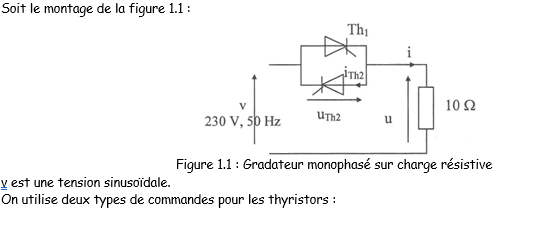 Soit le montage de la figure 1.1 :
Th1
i
iTh2
v
230 V, 50 Hz
uTh2
u
10 Ω
Figure 1.1 : Gradateur monophasé sur charge résistive
v est une tension sinusoïdale.
On utilise deux types de commandes pour les thyristors :